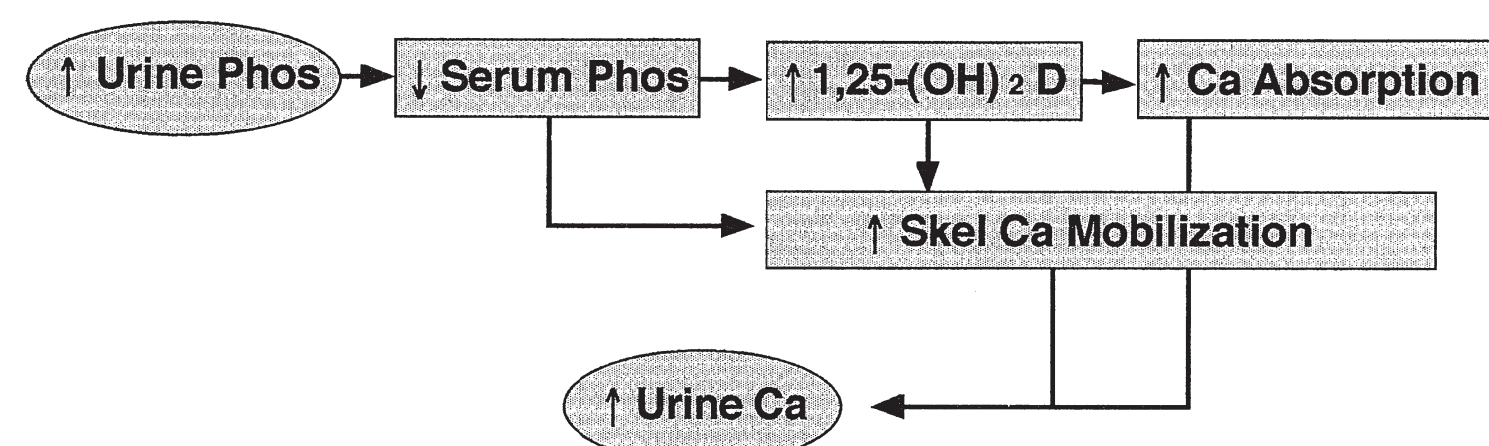 ↑ Urine Phos
↓ Serum Phos
↑ 1,25-(OH) 2 D
↑ Ca Absorption
↑ Skel Ca Mobilization
↑ Urine Ca